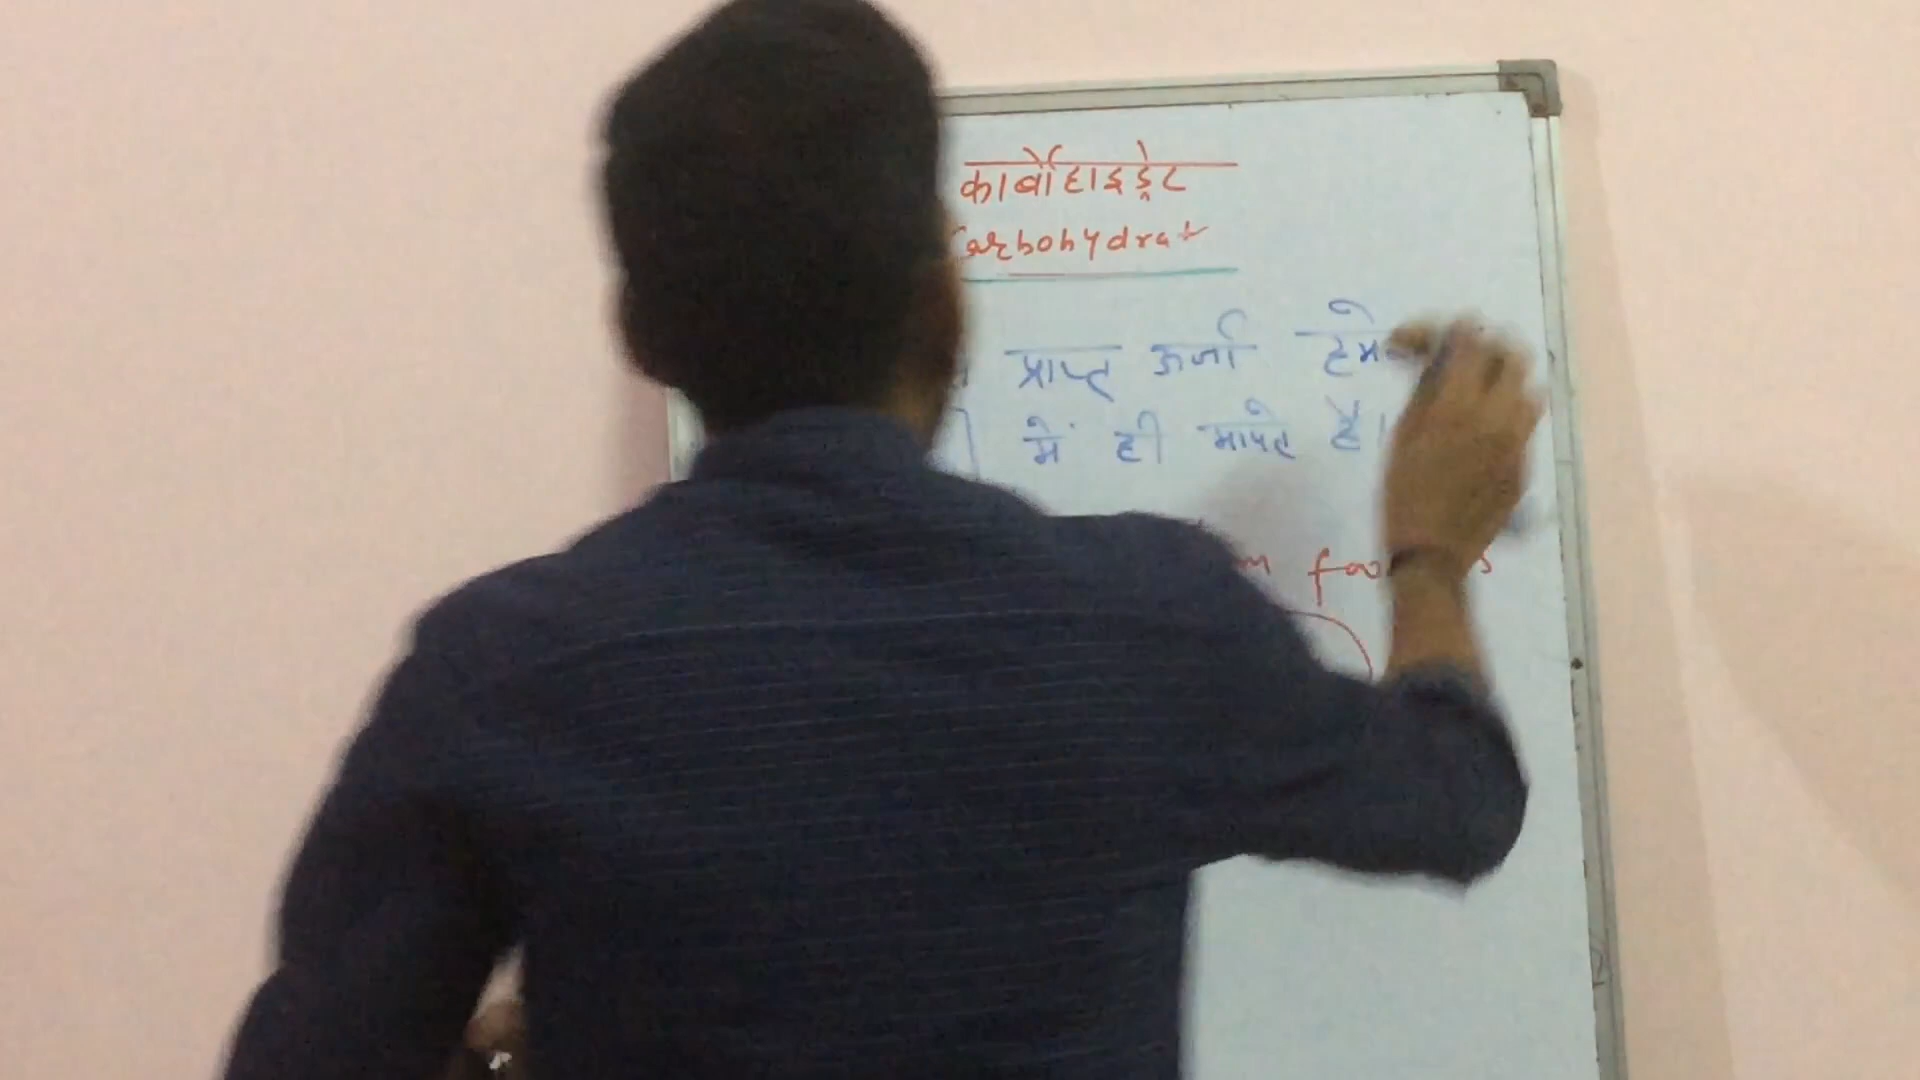 कार्बोहाइड्रेट
Carbohydrat
प्राप्त ऊर्जा हमे
में ही मापते है।